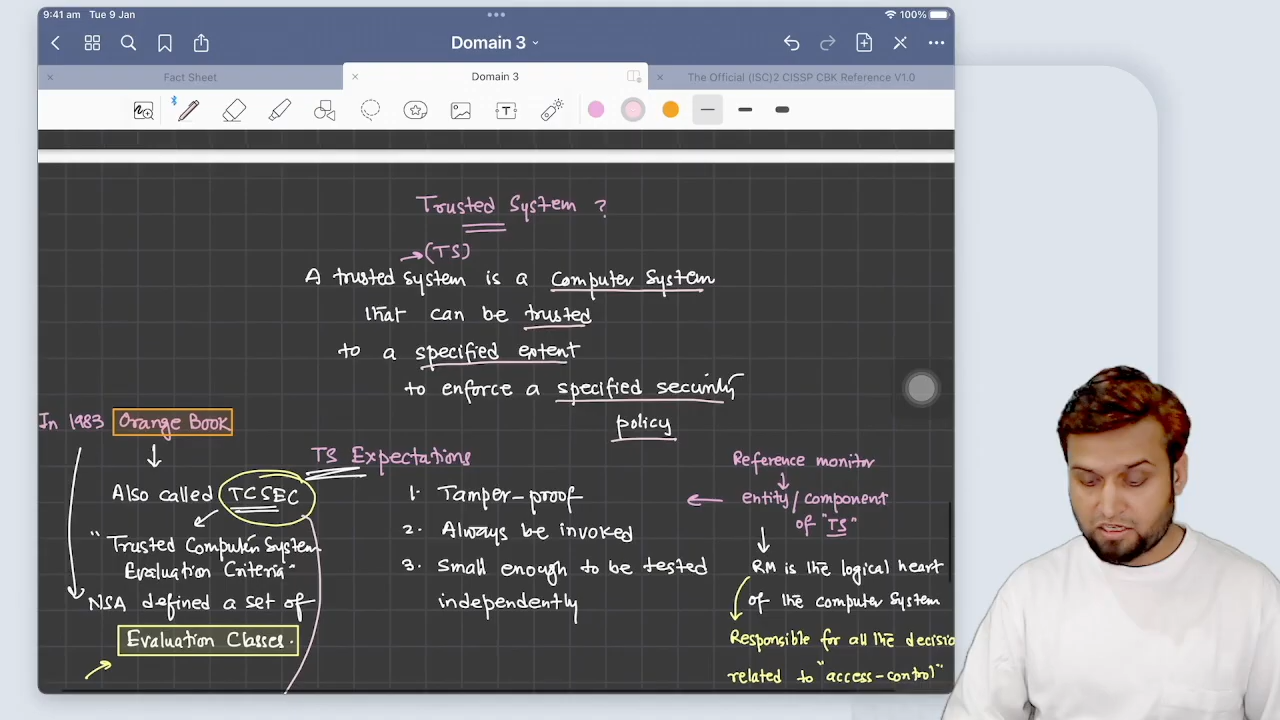 9:41 am Tue 9 Jan
100%
Domain 3
Fact Sheet
Domain 3
The Official (ISC)2 CISSP CBK Reference V1.0
Trusted System ?
(TS)
A trusted system is a computer system
that can be trusted
to a specified extent
to enforce a specified security
policy
In 1983 Orange Book
Also called TCSEC
"Trusted Computer System
Evaluation Criteria"
NSA defined a set of
Evaluation Classes.
TS Expectations
1. Tamper-proof
2. Always be invoked
3. Small enough to be tested
independently
Reference monitor
entity/component
of "TS"
RM is the logical heart
of the computer system
Responsible for all the decisio
related to "access-control"